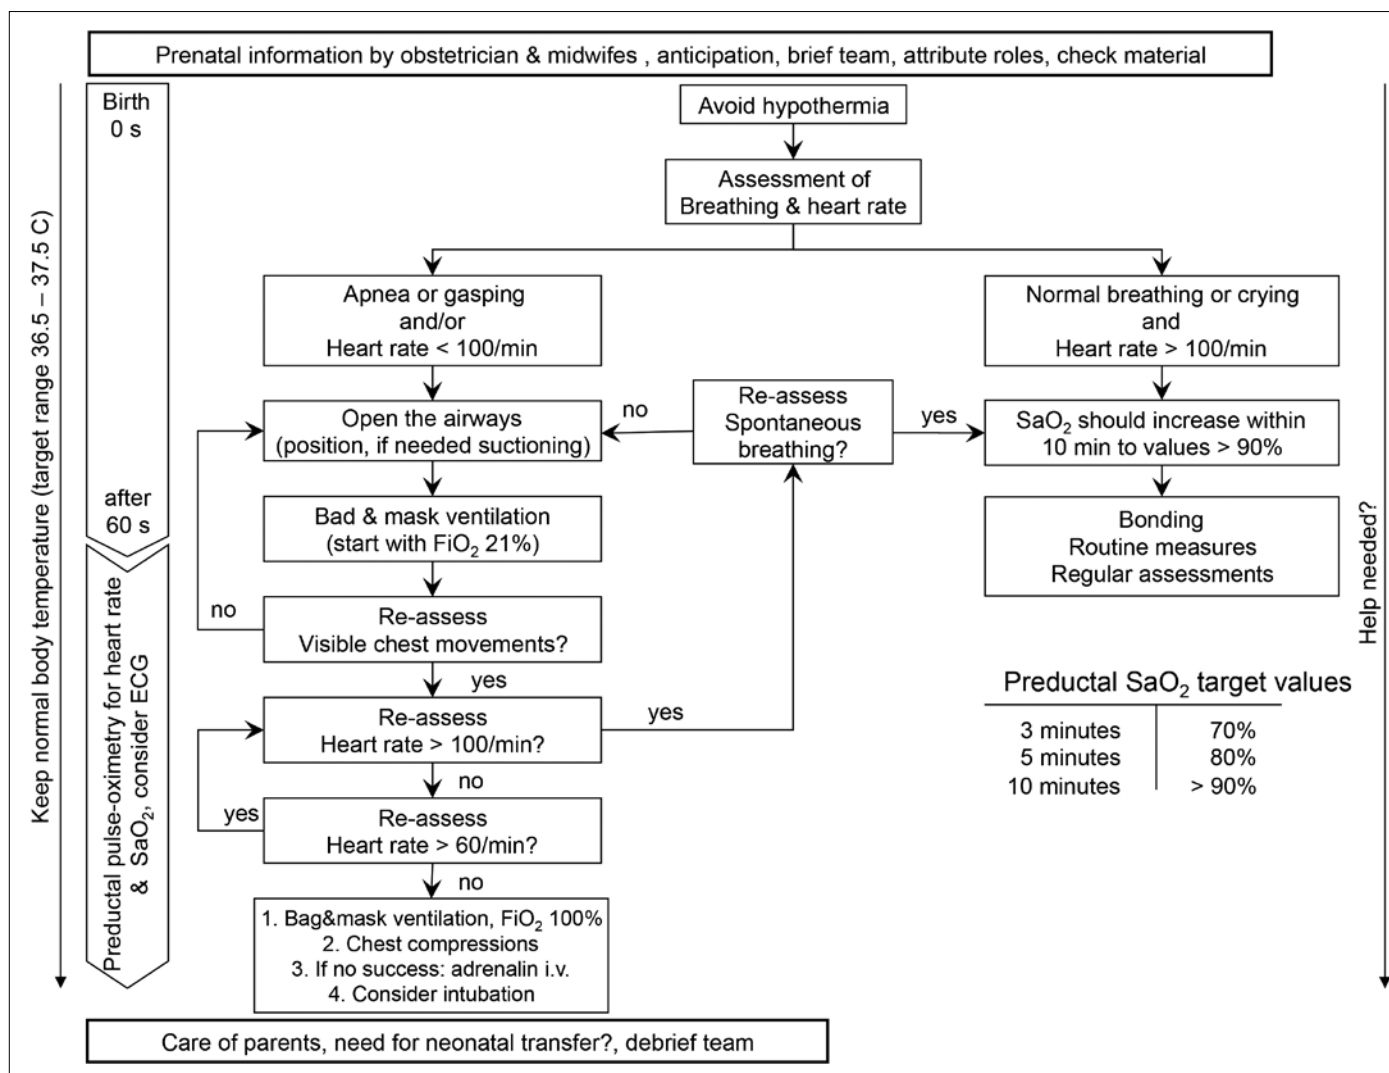 Prenatal information by obstetrician & midwifes , anticipation, brief team, attribute roles, check material
Keep normal body temperature (target range 36.5 – 37.5 C)
Birth
0 s
after
60 s
Preductal pulse-oximetry for heart rate
& SaO2, consider ECG
Avoid hypothermia
Assessment of
Breathing & heart rate
Apnea or gasping
and/or
Heart rate < 100/min
Normal breathing or crying
and
Heart rate > 100/min
Open the airways
(position, if needed suctioning)
no
Re-assess
Spontaneous
breathing?
yes
SaO2 should increase within
10 min to values > 90%
Bad & mask ventilation
(start with FiO2 21%)
Bonding
Routine measures
Regular assessments
no
Re-assess
Visible chest movements?
yes
Re-assess
Heart rate > 100/min?
yes
no
yes
Re-assess
Heart rate > 60/min?
no
1. Bag&mask ventilation, FiO2 100%
2. Chest compressions
3. If no success: adrenalin i.v.
4. Consider intubation
Preductal SaO2 target values
3 minutes 70%
5 minutes 80%
10 minutes > 90%
Help needed?
Care of parents, need for neonatal transfer?, debrief team